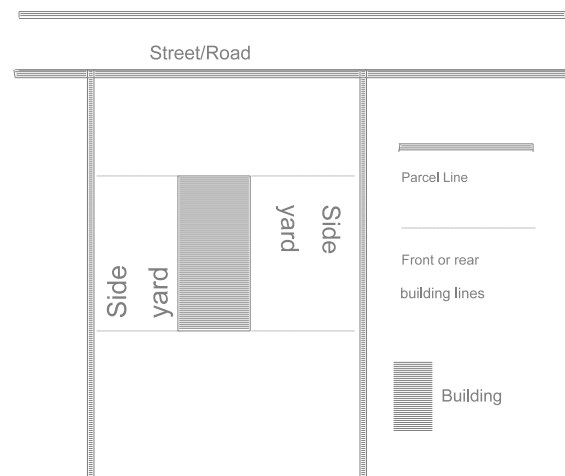 Street/Road
Side
yard
Side
yard
Parcel Line
Front or rear
building lines
Building